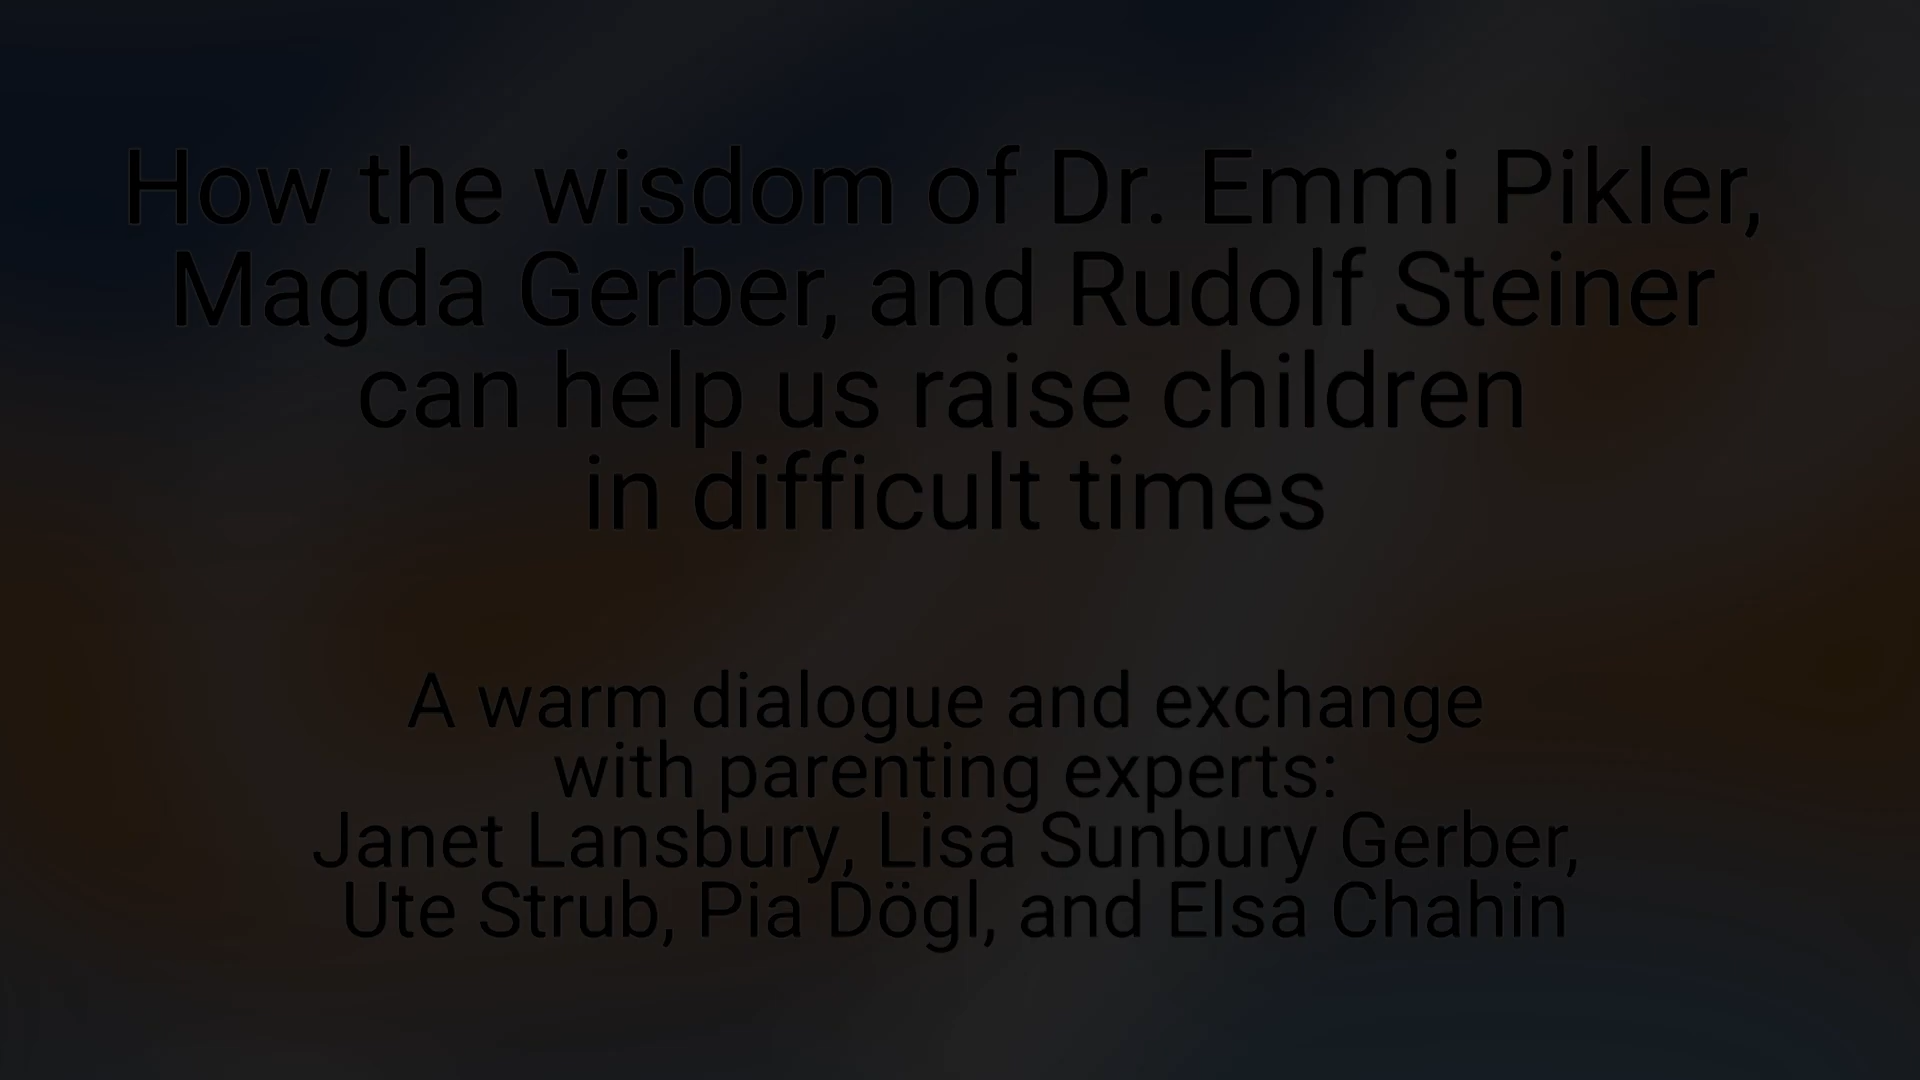 How the wisdom of Dr. Emmi Pikler,
Magda Gerber, and Rudolf Steiner
can help us raise children
in difficult times
A warm dialogue and exchange
with parenting experts:
Janet Lansbury, Lisa Sunbury Gerber,
Ute Strub, Pia Dögl, and Elsa Chahin